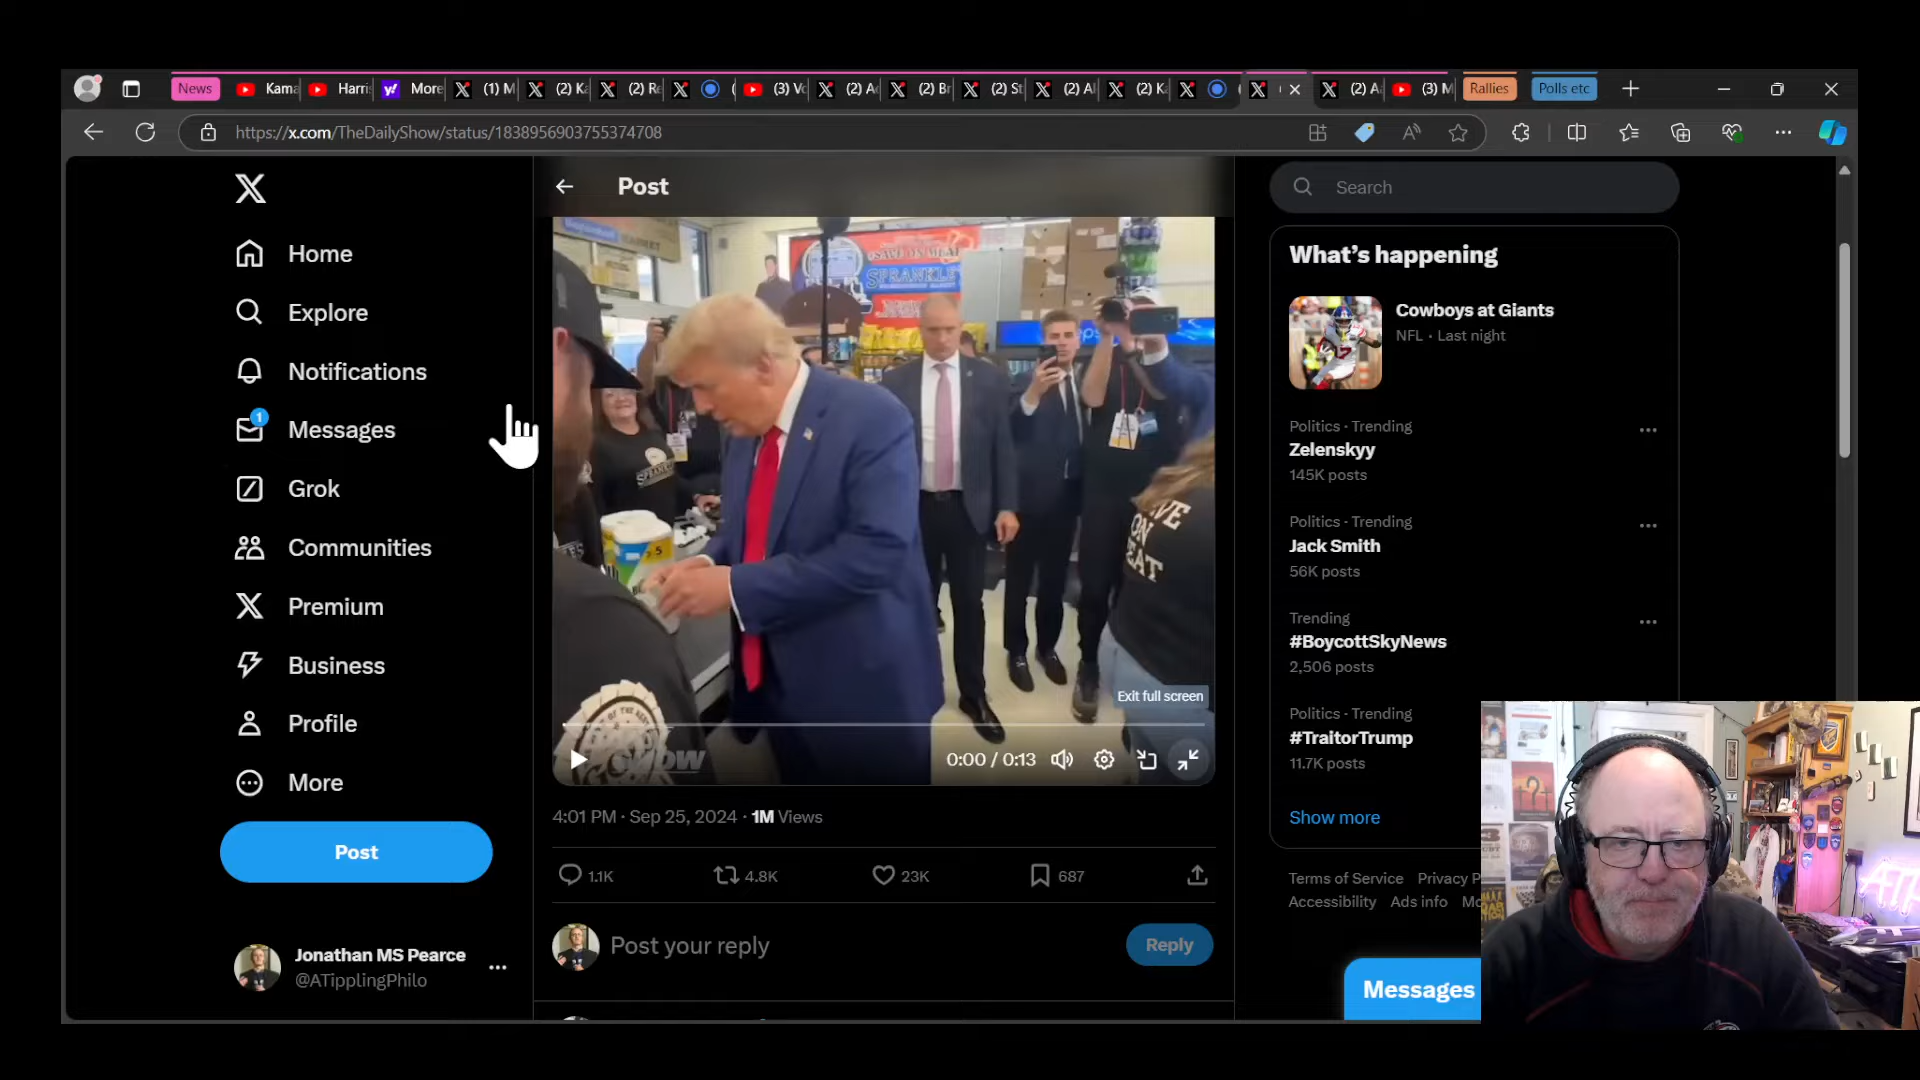 News
Kama
Harri
More
(1) M
(2) Ka
(2) Re
(3) Vo
(2) Ac
(2) Br
(2) St
(2) Al
(2) Ka
(2) A
(3) M
Rallies
Polls etc
https://x.com/TheDailyShow/status/1838956903755374708
Home
Explore
Notifications
1
Messages
Grok
Communities
Premium
Business
Profile
More
Post
Jonathan MS Pearce
@ATipplingPhilo
Post
SPRANKLE
Exit full screen
0:00 / 0:13
4:01 PM · Sep 25, 2024 · 1M Views
1.1K
4.8K
23K
687
Post your reply
Reply
Search
What's happening
Cowboys at Giants
NFL · Last night
Politics · Trending
Zelenskyy
145K posts
Politics · Trending
Jack Smith
56K posts
Trending
#BoycottSkyNews
2,506 posts
Politics · Trending
#TraitorTrump
11.7K posts
Show more
Terms of Service Privacy P
Accessibility Ads info Mo
Messages